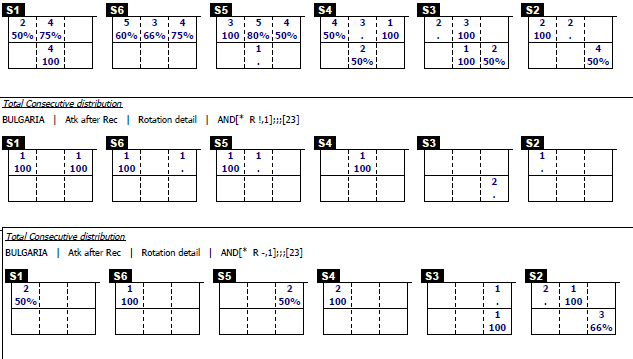 S1 S6 S5 S4 S3 S2
2 4 5 3 4 3 5 4 4 3 1 2 3 2 2
50% 75% 60% 66% 75% 100 80% 50% 50% . 100 . 100 100 .
4 1 2 1 2 4
100 . 50% 100 50% 50%
Total Consecutive distribution
BULGARIA | Atk after Rec | Rotation detail | AND[* R !,1];;;[23]
S1 S6 S5 S4 S3 S2
1 1 1 1 1 1 1 1
100 100 100 . 100 . 100 .
2
.
Total Consecutive distribution
BULGARIA | Atk after Rec | Rotation detail | AND[* R -,1];;;[23]
S1 S6 S5 S4 S3 S2
2 1 2 2 1 2 1
50% 100 50% 100 . . 100
1 3
100 66%